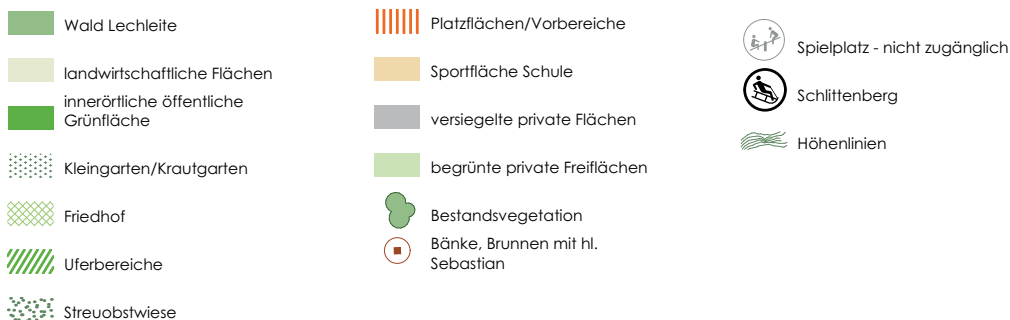 Wald Lechleite
landwirtschaftliche Flächen
innerörtliche öffentliche
Grünfläche
Kleingarten/Krautgarten
Friedhof
Uferbereiche
Streuobstwiese
Platzflächen/Vorbereiche
Sportfläche Schule
versiegelte private Flächen
begrünte private Freiflächen
Bestandsvegetation
Bänke, Brunnen mit hl.
Sebastian
Spielplatz - nicht zugänglich
Schlittenberg
Höhenlinien